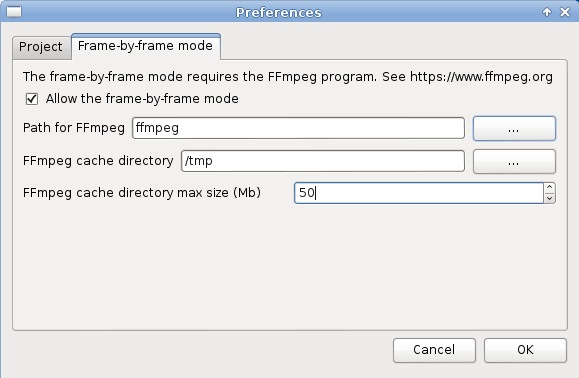 Preferences
Project
Frame-by-frame mode
The frame-by-frame mode requires the FFmpeg program. See https://www.ffmpeg.org
Allow the frame-by-frame mode
Path for FFmpeg ffmpeg ...
FFmpeg cache directory /tmp ...
FFmpeg cache directory max size (Mb) 50
Cancel OK